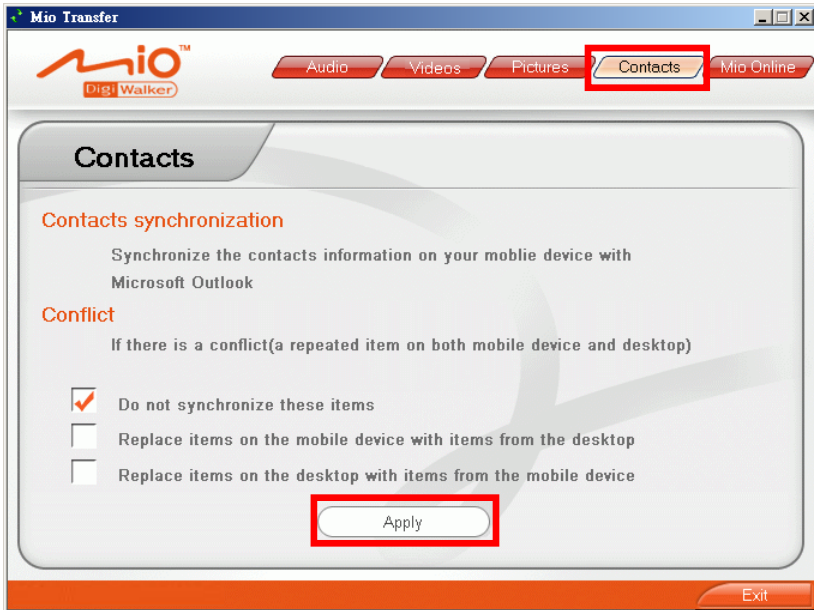 Mio Transfer
Mio™
Digi Walker
Audio
Videos
Pictures
Contacts
Mio Online
Contacts
Contacts synchronization
Synchronize the contacts information on your moblie device with
Microsoft Outlook
Conflict
If there is a conflict(a repeated item on both mobile device and desktop)
Do not synchronize these items
Replace items on the mobile device with items from the desktop
Replace items on the desktop with items from the mobile device
Apply
Exit